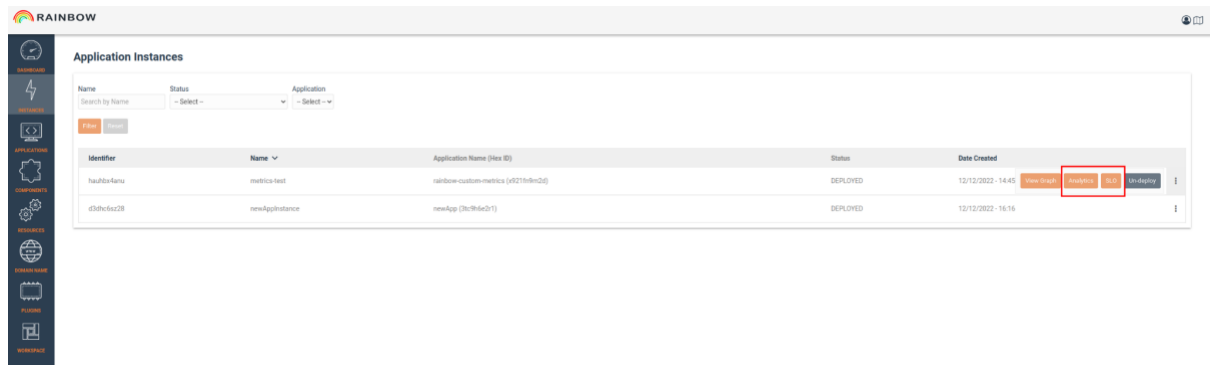 RAINBOW
DASHBOARD
INSTANCES
APPLICATIONS
COMPONENTS
RESOURCES
DOMAIN NAME
PLUGINS
WORKSPACE
Application Instances
Name Status Application
Search by Name -- Select -- -- Select --
Filter Reset
Identifier Name Application Name (Hex ID) Status Date Created
hauhbx4anu metrics-test rainbow-custom-metrics DEPLOYED 12/12/2022 - 14:45 View Graph Analytics SLO Un-deploy
d3dhc6sz28 newAppInstance newApp DEPLOYED 12/12/2022 - 16:16